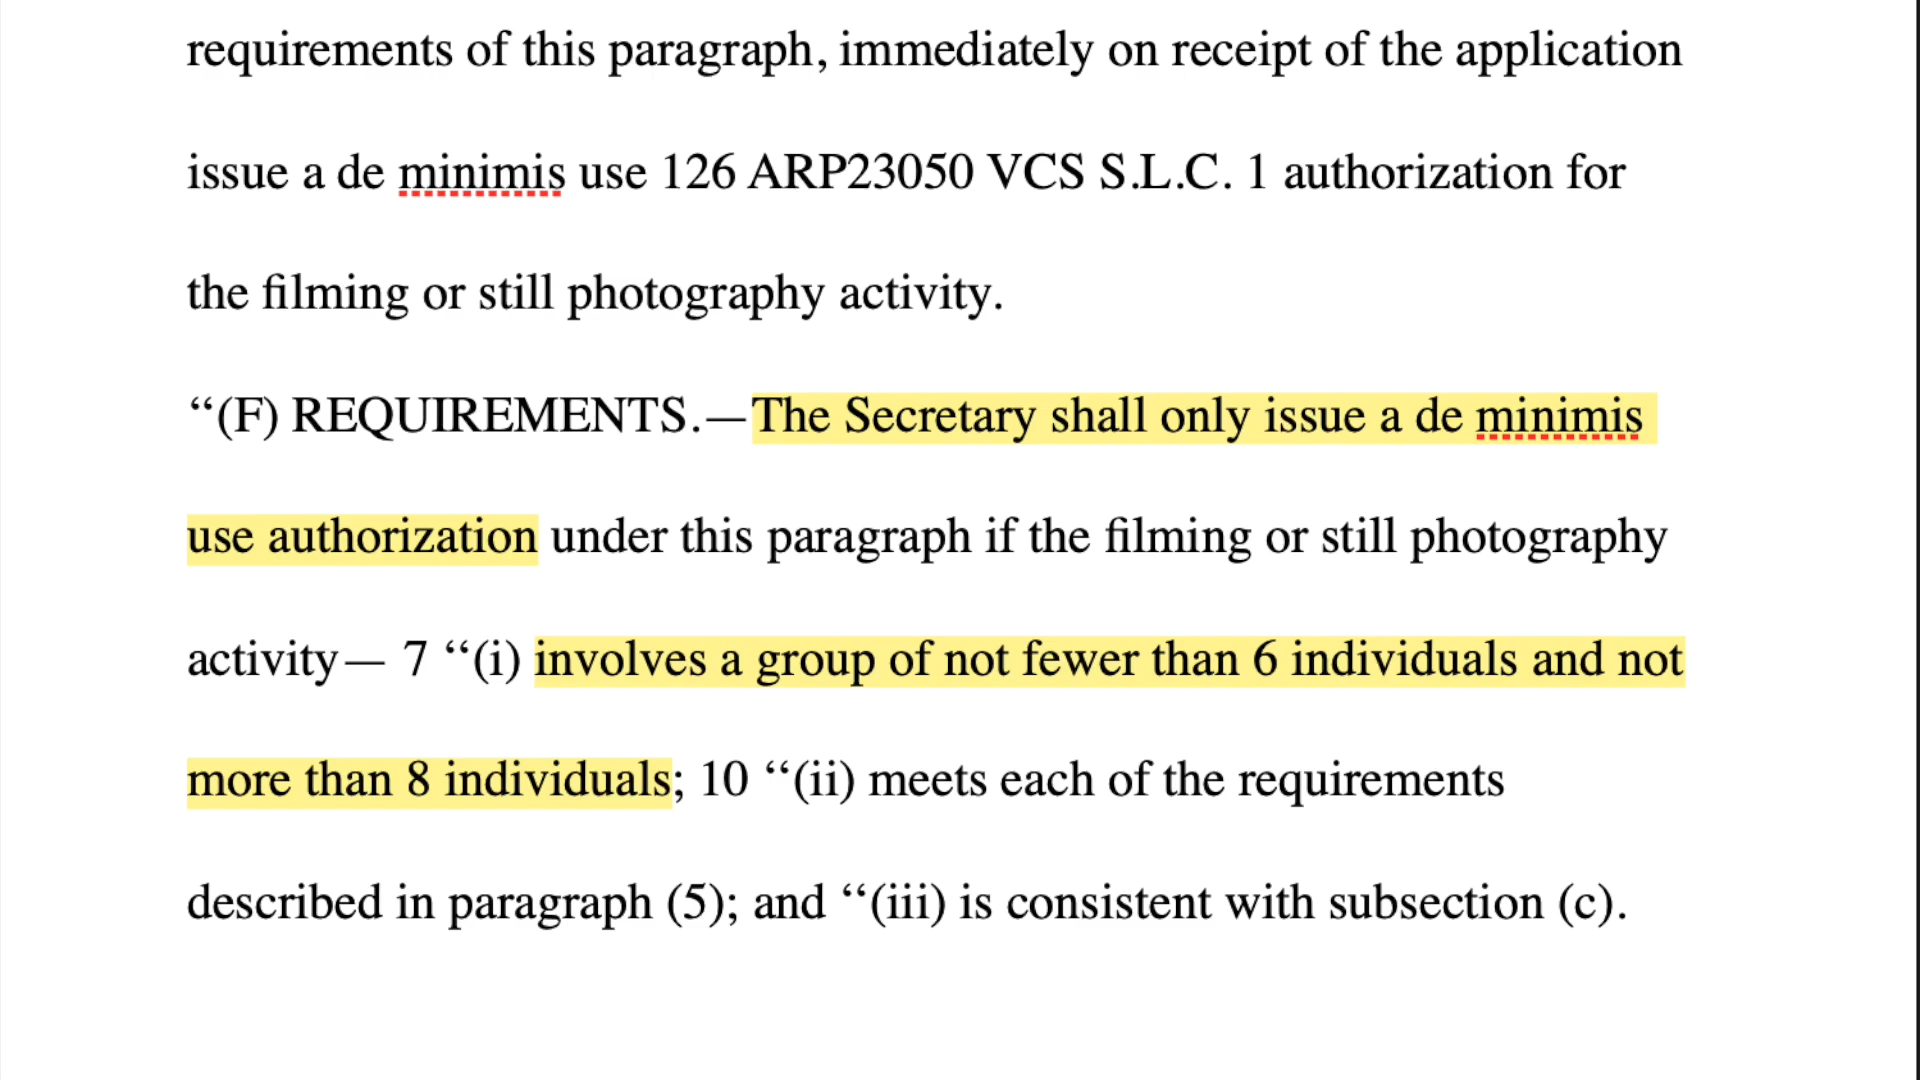 requirements of this paragraph, immediately on receipt of the application
issue a de minimis use 126 ARP23050 VCS S.L.C. 1 authorization for
the filming or still photography activity.
‘‘(F) REQUIREMENTS.—The Secretary shall only issue a de minimis
use authorization under this paragraph if the filming or still photography
activity— 7 ‘‘(i) involves a group of not fewer than 6 individuals and not
more than 8 individuals; 10 ‘‘(ii) meets each of the requirements
described in paragraph (5); and ‘‘(iii) is consistent with subsection (c).